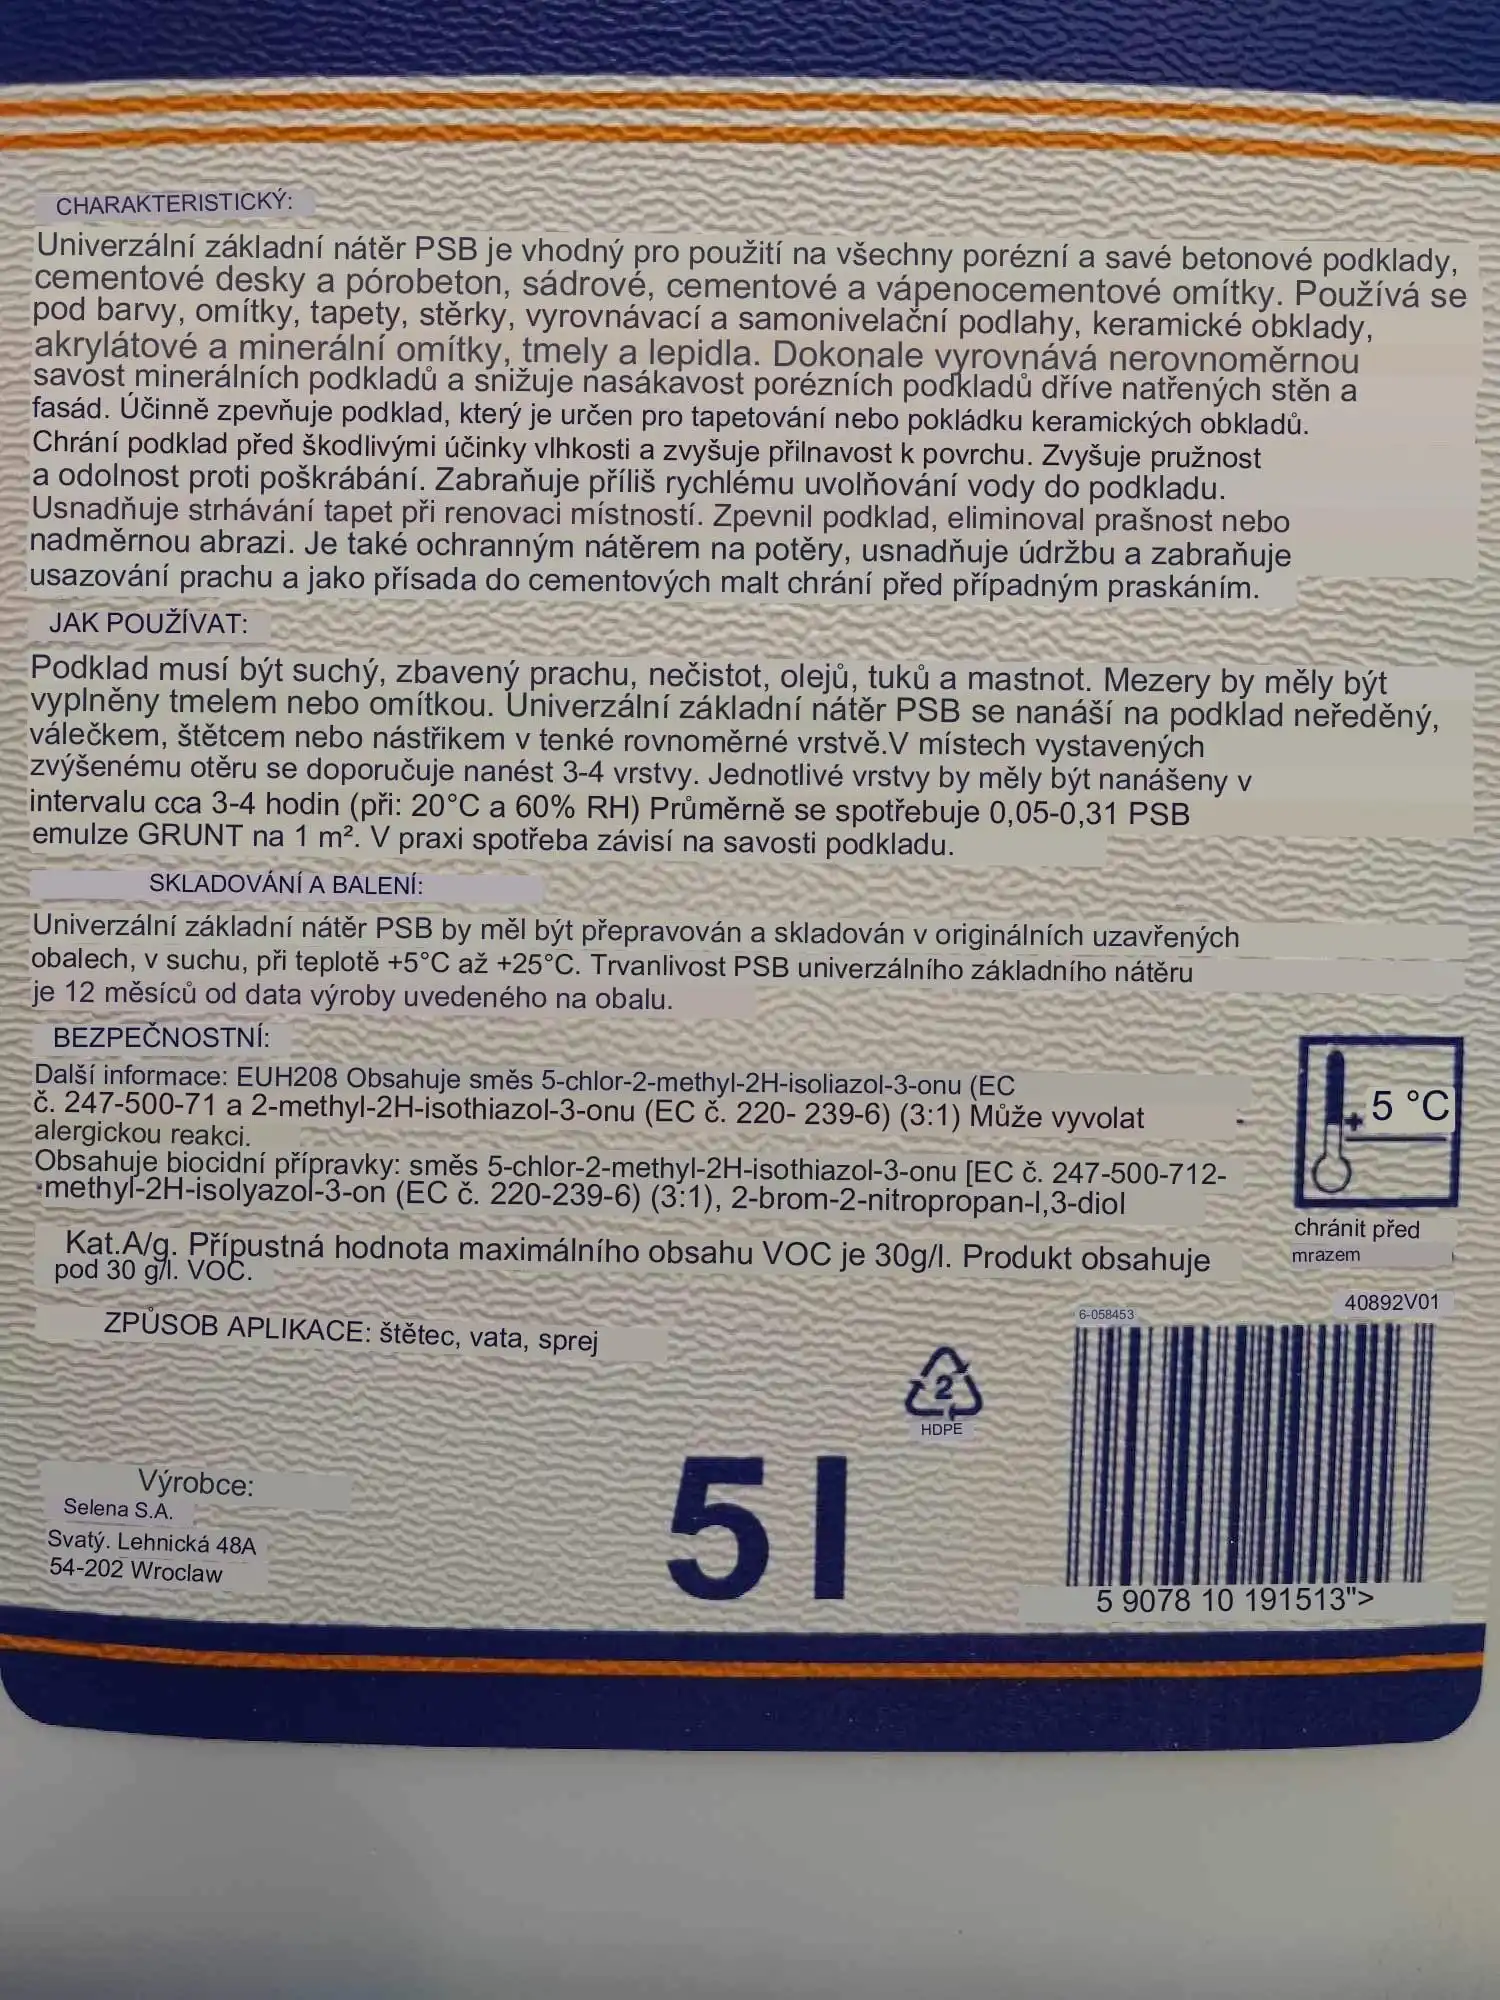 CHARAKTERISTICKÝ:
Univerzální základní nátěr PSB je vhodný pro použití na všechny porézní a savé betonové podklady,
cementové desky a pórobeton, sádrové, cementové a vápenocementové omítky. Používá se
pod barvy, omítky, tapety, stěrky, vyrovnávací a samonivelační podlahy, keramické obklady,
akrylátové a minerální omítky, tmely a lepidla. Dokonale vyrovnává nerovnoměrnou
savost minerálních podkladů a snižuje nasákavost porézních podkladů dříve natřených stěn a
fasád. Účinně zpevňuje podklad, který je určen pro tapetování nebo pokládku keramických obkladů.
Chrání podklad před škodlivými účinky vlhkosti a zvyšuje přilnavost k povrchu. Zvyšuje pružnost
a odolnost proti poškrábání. Zabraňuje příliš rychlému uvolňování vody do podkladu.
Usnadňuje strhávání tapet při renovaci místností. Zpevnil podklad, eliminoval prašnost nebo
nadměrnou abrazi. Je také ochranným nátěrem na potěry, usnadňuje údržbu a zabraňuje
usazování prachu a jako přísada do cementových malt chrání před případným praskáním.
JAK POUŽÍVAT:
Podklad musí být suchý, zbavený prachu, nečistot, olejů, tuků a mastnot. Mezery by měly být
vyplněny tmelem nebo omítkou. Univerzální základní nátěr PSB se nanáší na podklad neředěný,
válečkem, štětcem nebo nástřikem v tenké rovnoměrné vrstvě.V místech vystavených
zvýšenému otěru se doporučuje nanést 3-4 vrstvy. Jednotlivé vrstvy by měly být nanášeny v
intervalu cca 3-4 hodin (při: 20°C a 60% RH) Průměrně se spotřebuje 0,05-0,31 PSB
emulze GRUNT na 1 m². V praxi spotřeba závisí na savosti podkladu.
SKLADOVÁNÍ A BALENÍ:
Univerzální základní nátěr PSB by měl být přepravován a skladován v originálních uzavřených
obalech, v suchu, při teplotě +5°C až +25°C. Trvanlivost PSB univerzálního základního nátěru
je 12 měsíců od data výroby uvedeného na obalu.
BEZPEČNOSTNÍ:
Další informace: EUH208 Obsahuje směs 5-chlor-2-methyl-2H-isoliazol-3-onu (EC
č. 247-500-71 a 2-methyl-2H-isothiazol-3-onu (EC č. 220- 239-6) (3:1) Může vyvolat
alergickou reakci.
Obsahuje biocidní přípravky: směs 5-chlor-2-methyl-2H-isothiazol-3-onu [EC č. 247-500-712-
methyl-2H-isolyazol-3-on (EC č. 220-239-6) (3:1), 2-brom-2-nitropropan-l,3-diol
+ 5 °C
chránit před
mrazem
Kat.A/g. Přípustná hodnota maximálního obsahu VOC je 30g/l. Produkt obsahuje
pod 30 g/l. VOC.
ZPŮSOB APLIKACE: štětec, vata, sprej
40892V01
6-058453
2
HDPE
5 l
Výrobce:
Selena S.A.
Svatý. Lehnická 48A
54-202 Wroclaw
5 9078 10 191513">